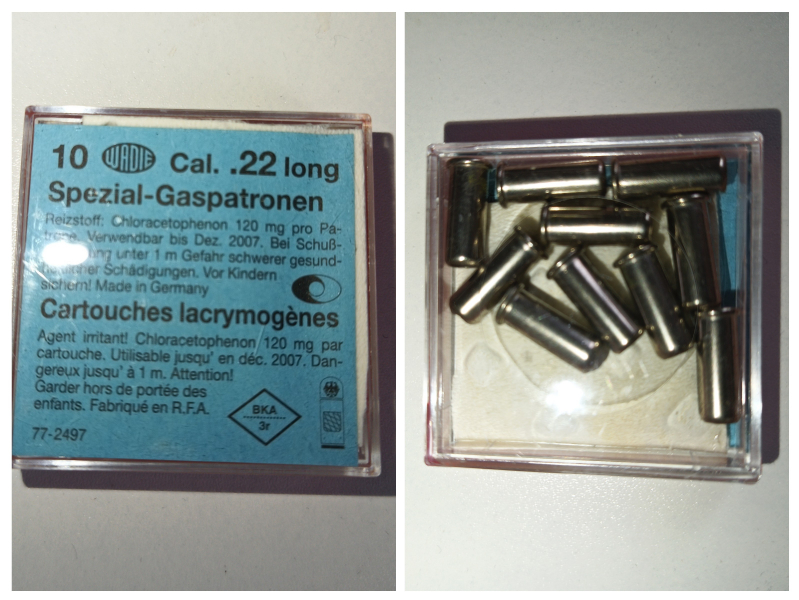 10 WADIE Cal. .22 long
Spezial-Gaspatronen
Reizstoff: Chloracetophenon 120 mg pro Pa-
trone. Verwendbar bis Dez. 2007. Bei Schuß-
unter 1 m Gefahr schwerer gesund-
Schädigungen. Vor Kindern
sichern! Made in Germany
Cartouches lacrymogènes
Agent irritant! Chloracetophenon 120 mg par
cartouche. Utilisable jusqu' en déc. 2007. Dan-
gereux jusqu' à 1 m. Attention!
Garder hors de portée des
enfants. Fabriqué en R.F.A.
BKA
3r
77-2497